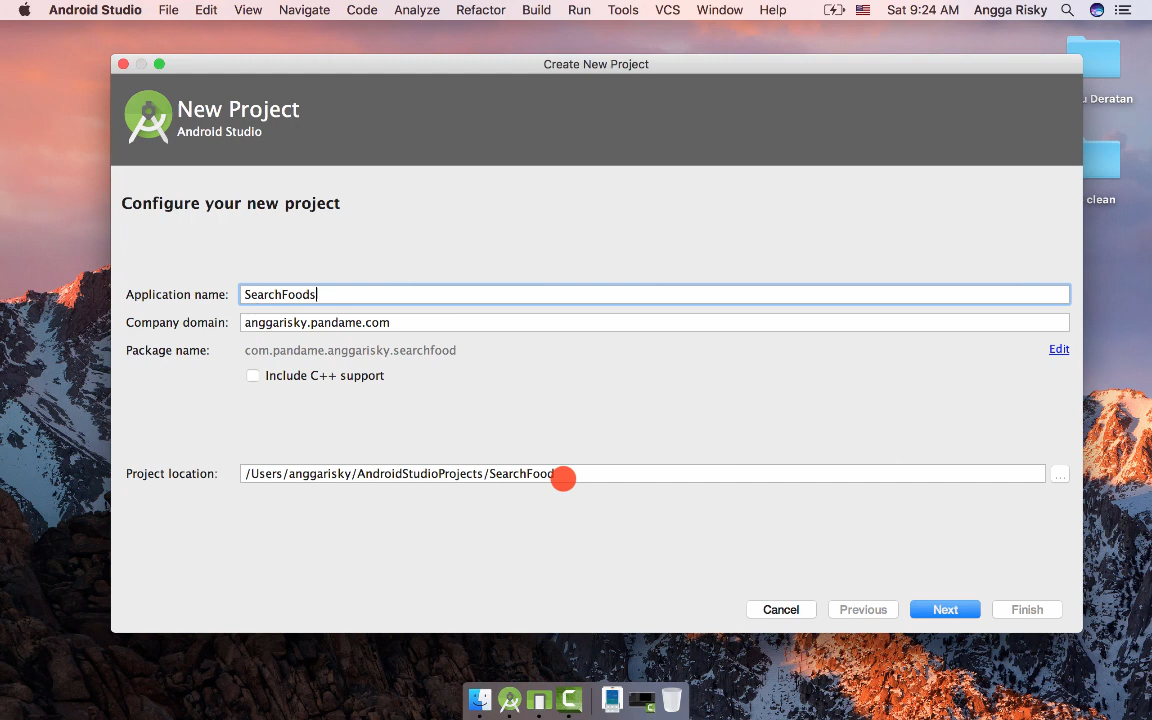 Android Studio File Edit View Navigate Code Analyze Refactor Build Run Tools VCS Window Help Sat 9:24 AM Angga Risky
Create New Project
New Project
Android Studio
u Deratan
clean
Configure your new project
Application name: SearchFoods
Company domain: anggarisky.pandame.com
Package name: com.pandame.anggarisky.searchfood Edit
Include C++ support
Project location: /Users/anggarisky/AndroidStudioProjects/SearchFood ...
Cancel Previous Next Finish